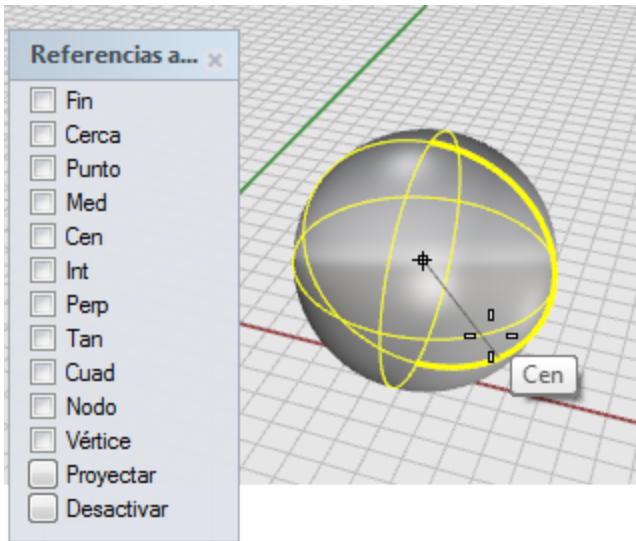 Referencias a...
Fin
Cerca
Punto
Med
Cen
Int
Perp
Tan
Cuad
Nodo
Vértice
Proyectar
Desactivar
Cen